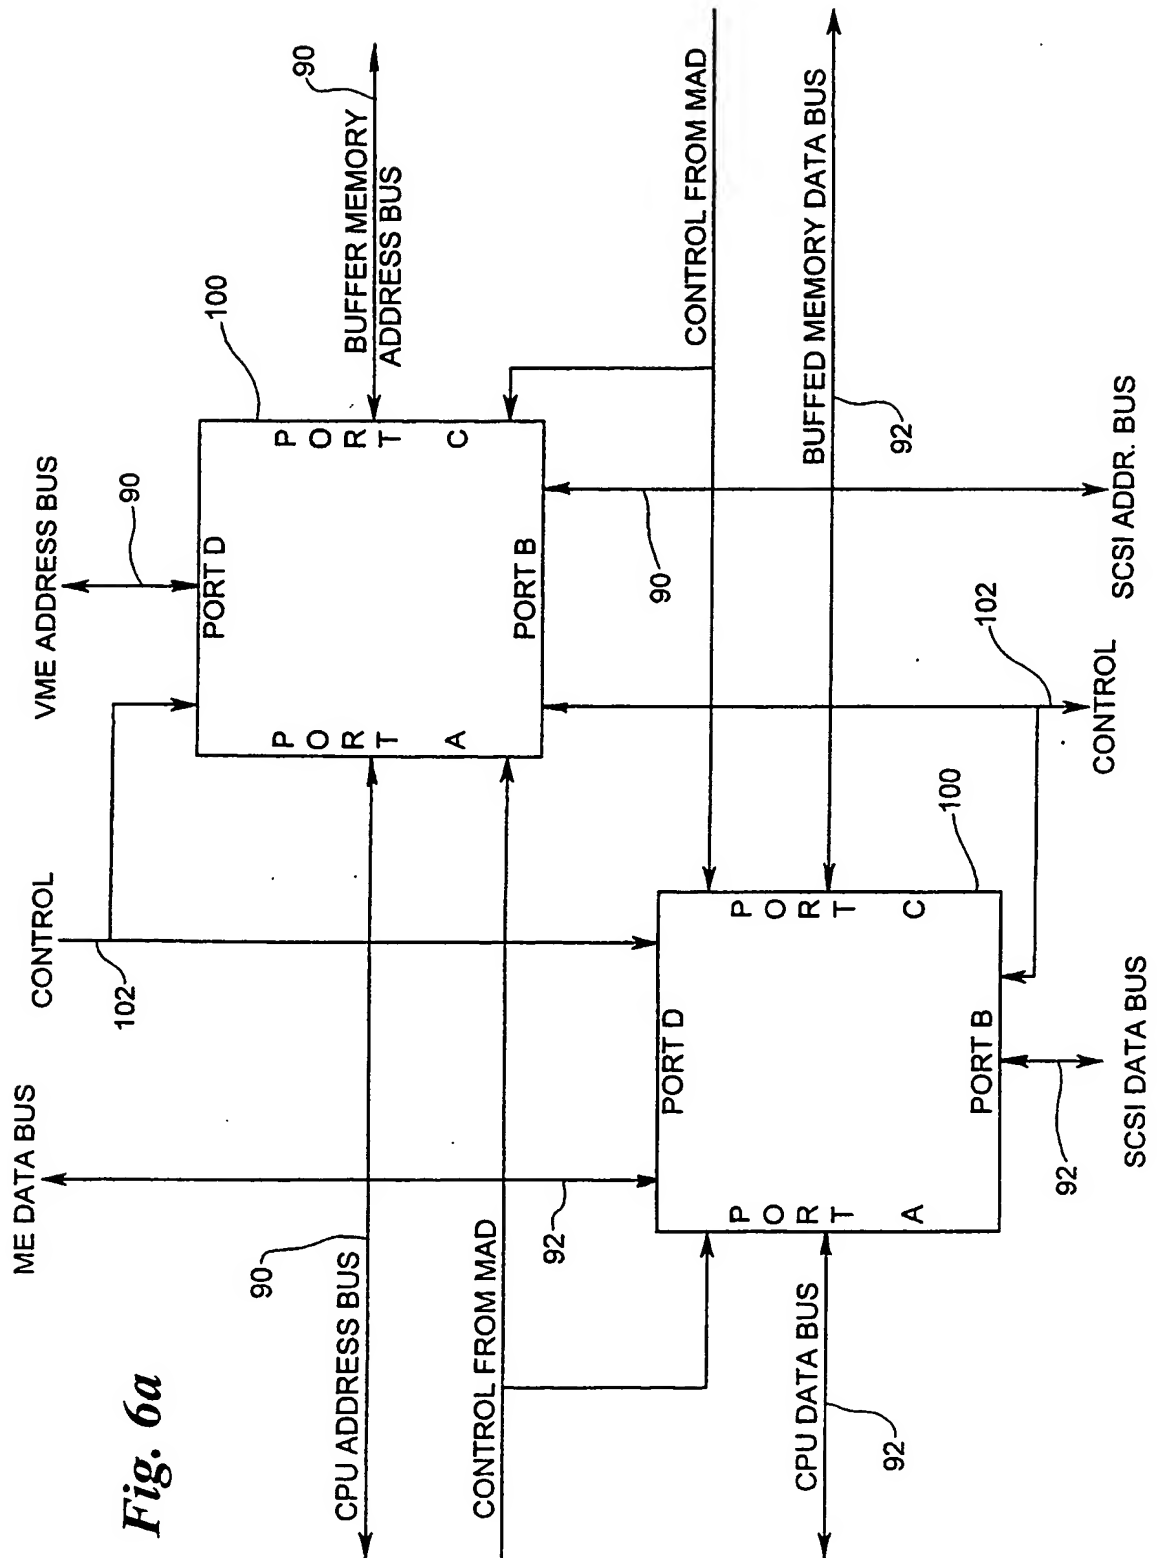 Fig. 6a
VME ADDRESS BUS
90
CONTROL
102
ME DATA BUS
90
BUFFER MEMORY
ADDRESS BUS
100
PORT D
PORT A
PORT B
PORT C
90
CPU ADDRESS BUS
CONTROL FROM MAD
92
CONTROL FROM MAD
BUFFED MEMORY DATA BUS
92
90
102
100
PORT D
PORT A
PORT B
PORT C
CPU DATA BUS
92
92
SCSI DATA BUS
CONTROL
SCSI ADDR. BUS